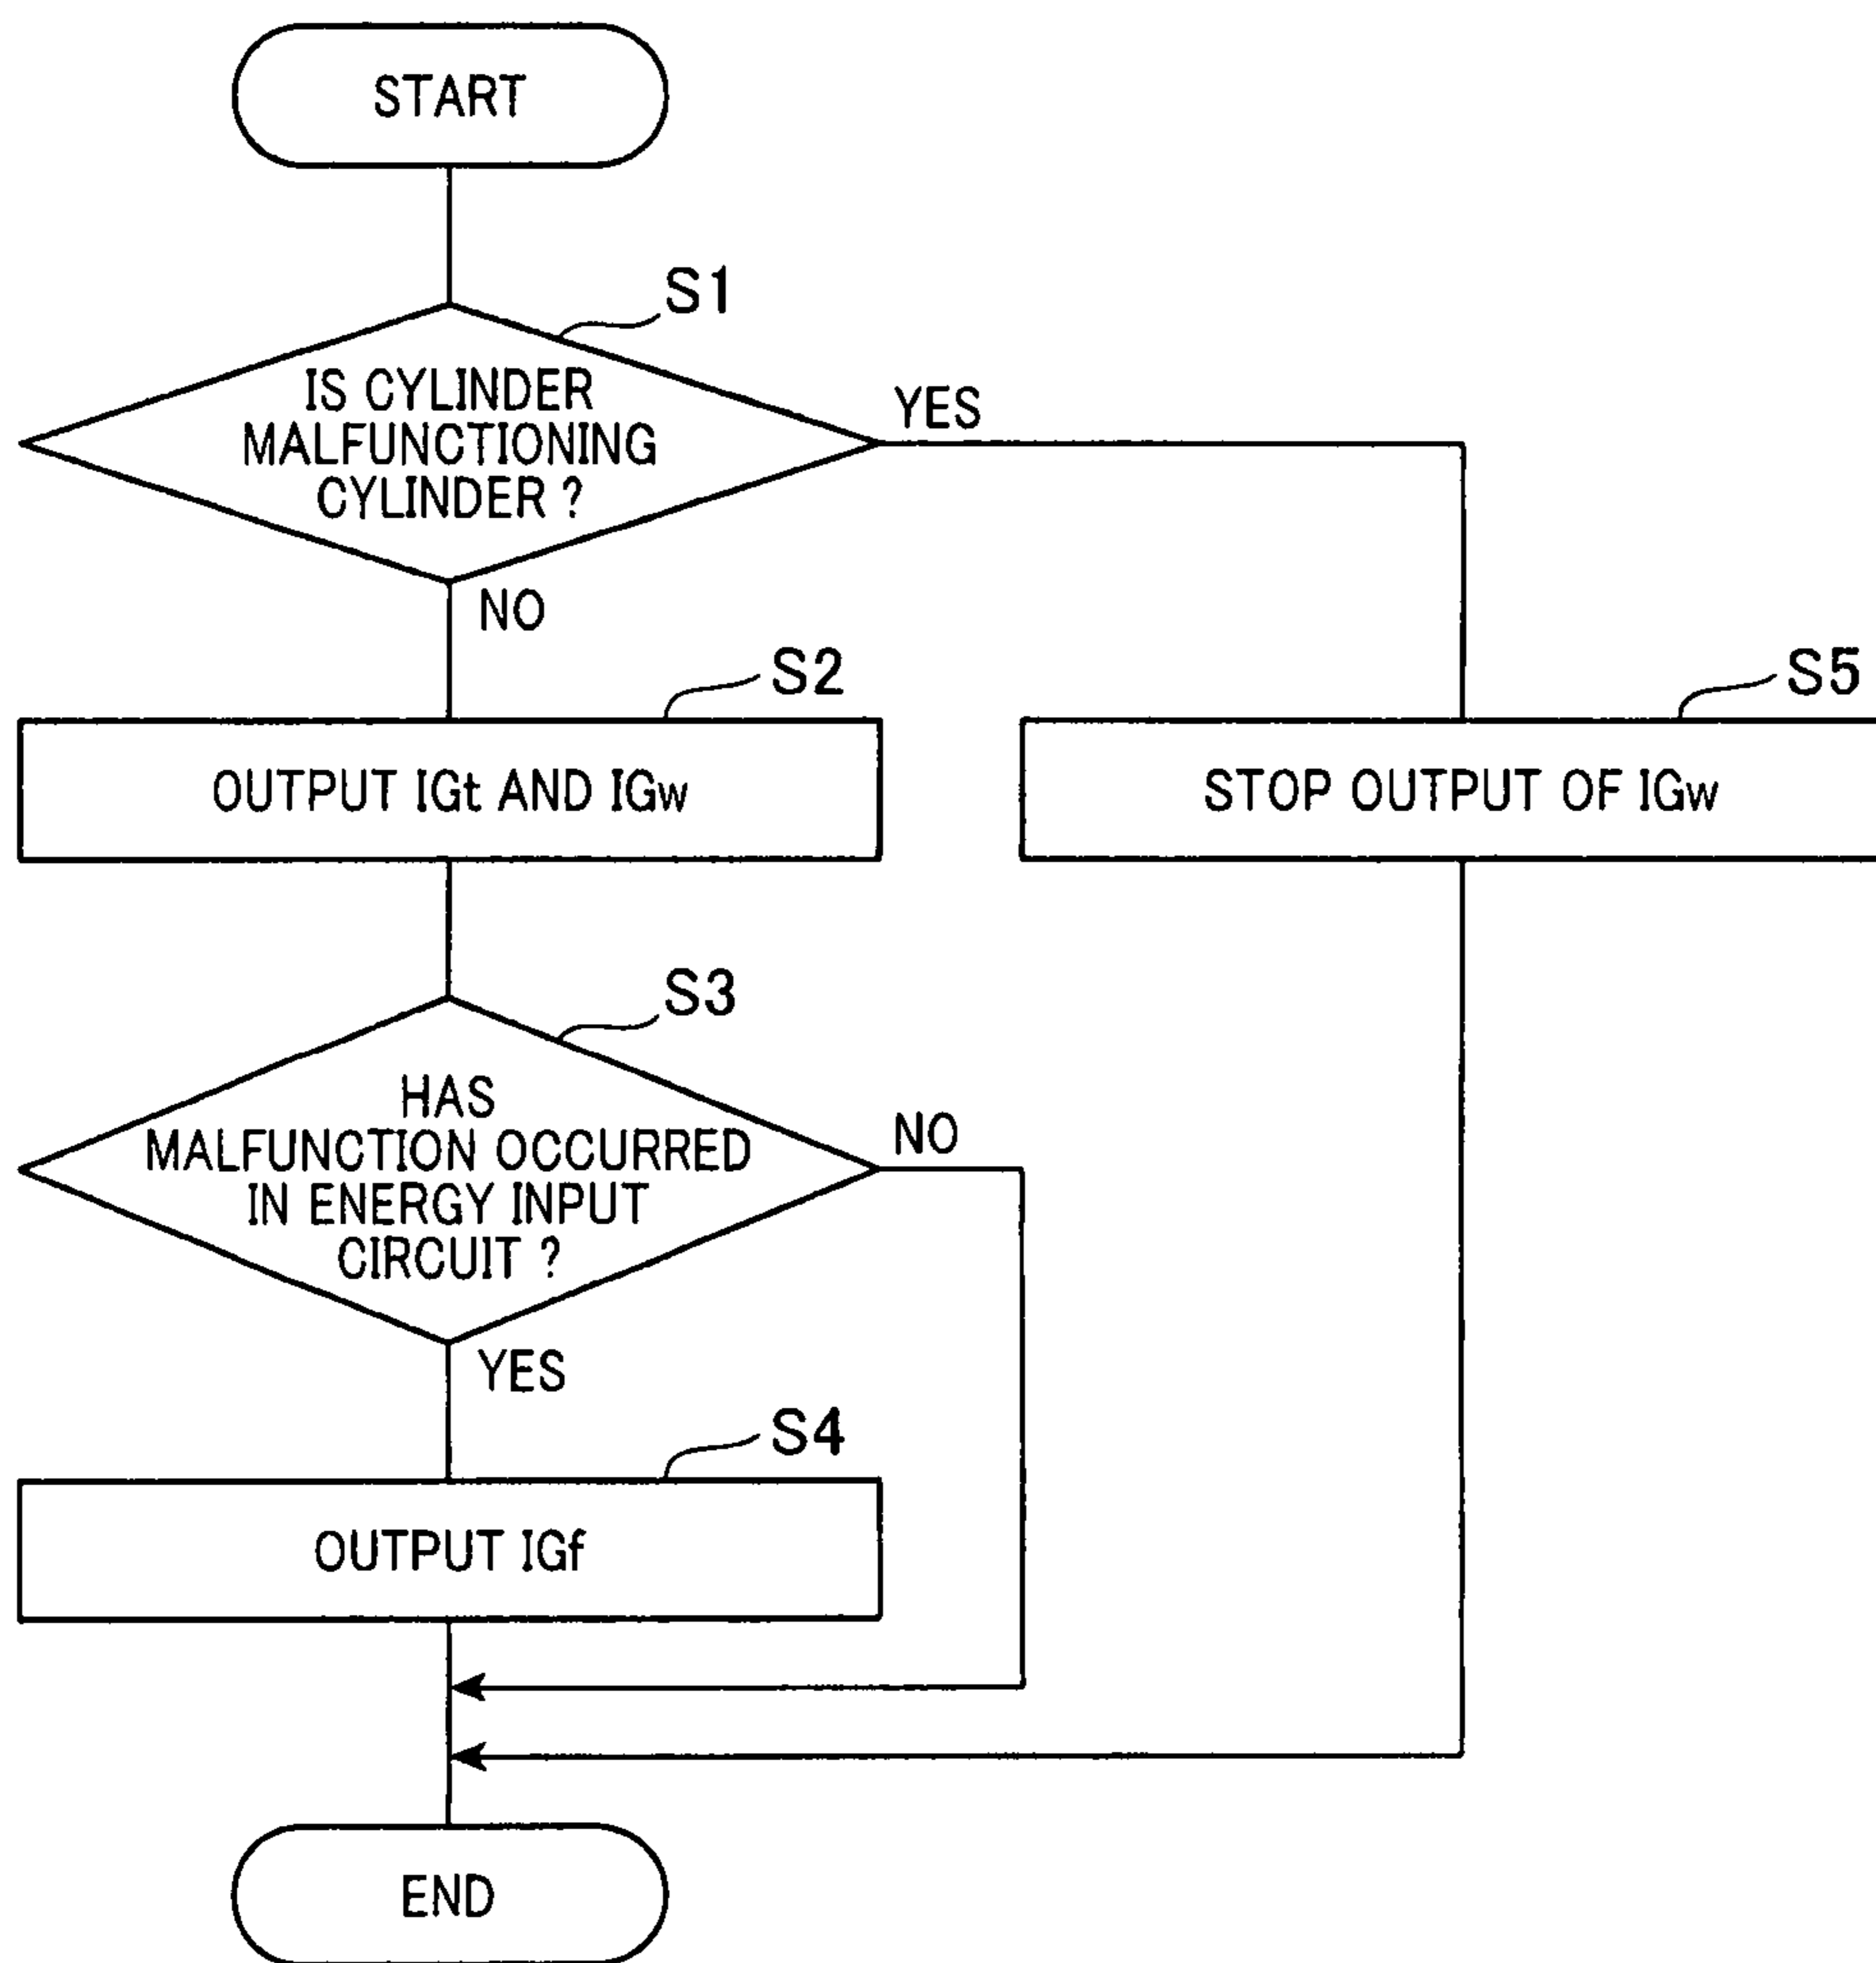 START
S1
IS CYLINDER
MALFUNCTIONING
CYLINDER ?
YES
NO
S2
OUTPUT IGt AND IGw
S5
STOP OUTPUT OF IGw
S3
HAS
MALFUNCTION OCCURRED
IN ENERGY INPUT
CIRCUIT ?
NO
YES
S4
OUTPUT IGf
END